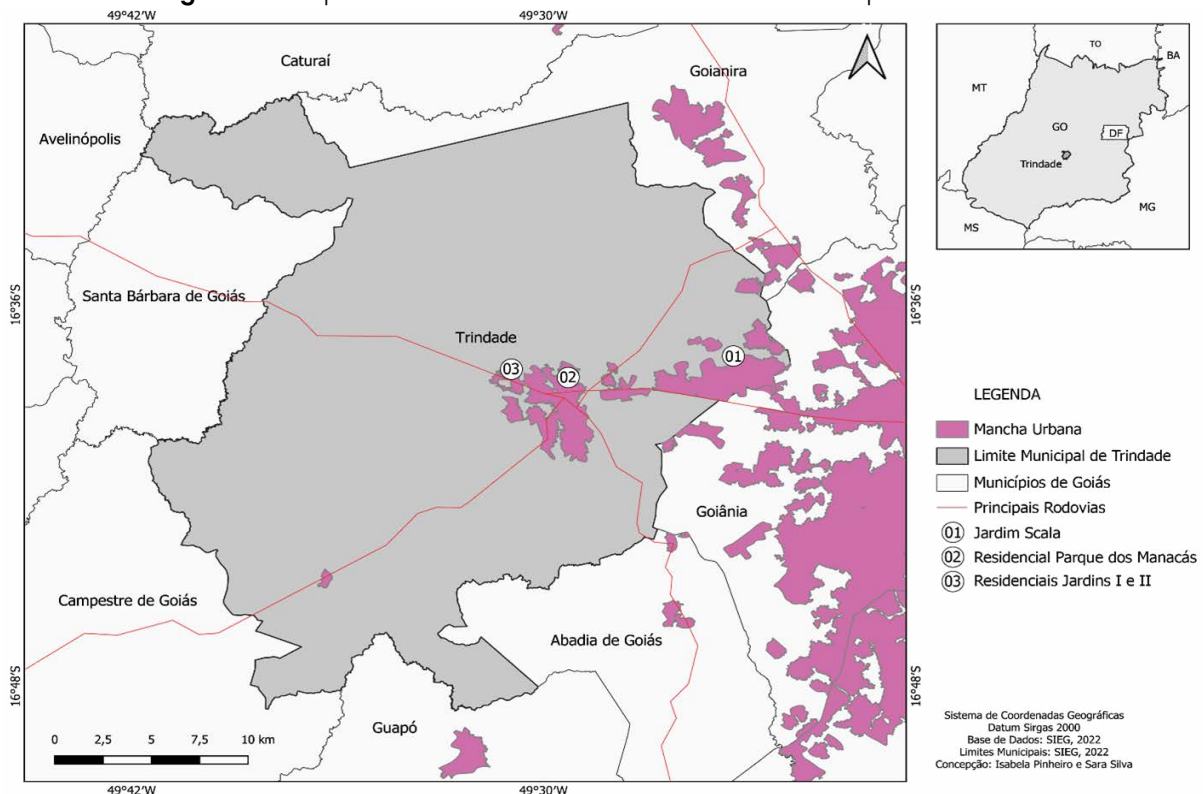 49°42'W
49°30'W
Caturaí
Goianira
Avelinópolis
Santa Bárbara de Goiás
Trindade
01
02
03
Goiânia
Campestre de Goiás
Abadia de Goiás
Guapó
16°36'S
16°36'S
16°48'S
16°48'S
0 2,5 5 7,5 10 km
49°42'W
49°30'W
TO
BA
MT
GO
DF
Trindade
MG
MS
LEGENDA
Mancha Urbana
Limite Municipal de Trindade
Municípios de Goiás
Principais Rodovias
01 Jardim Scala
02 Residencial Parque dos Manacás
03 Residenciais Jardins I e II
Sistema de Coordenadas Geográficas
Datum Sirgas 2000
Base de Dados: SIEG, 2022
Limites Municipais: SIEG, 2022
Concepção: Isabela Pinheiro e Sara Silva